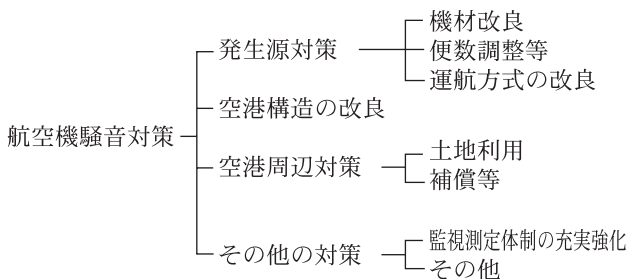 航空機騒音対策
発生源対策
機材改良
便数調整等
運航方式の改良
空港構造の改良
空港周辺対策
土地利用
補償等
その他の対策
監視測定体制の充実強化
その他